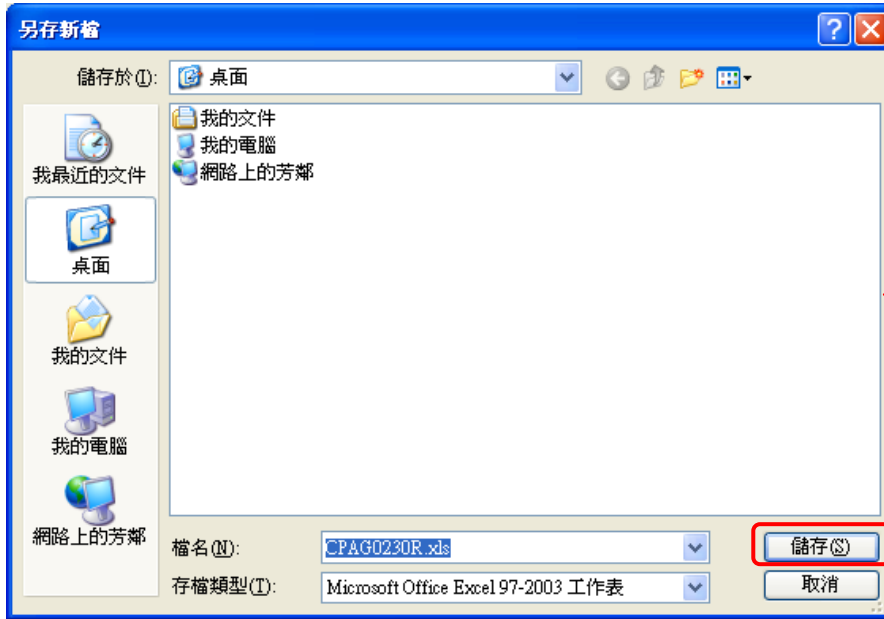 另存新檔
儲存於(I): 桌面
我最近的文件
桌面
我的文件
我的電腦
網路上的芳鄰
我的文件
我的電腦
網路上的芳鄰
檔名(N): CPAG0230R.xls 儲存(S)
存檔類型(T): Microsoft Office Excel 97-2003 工作表 取消